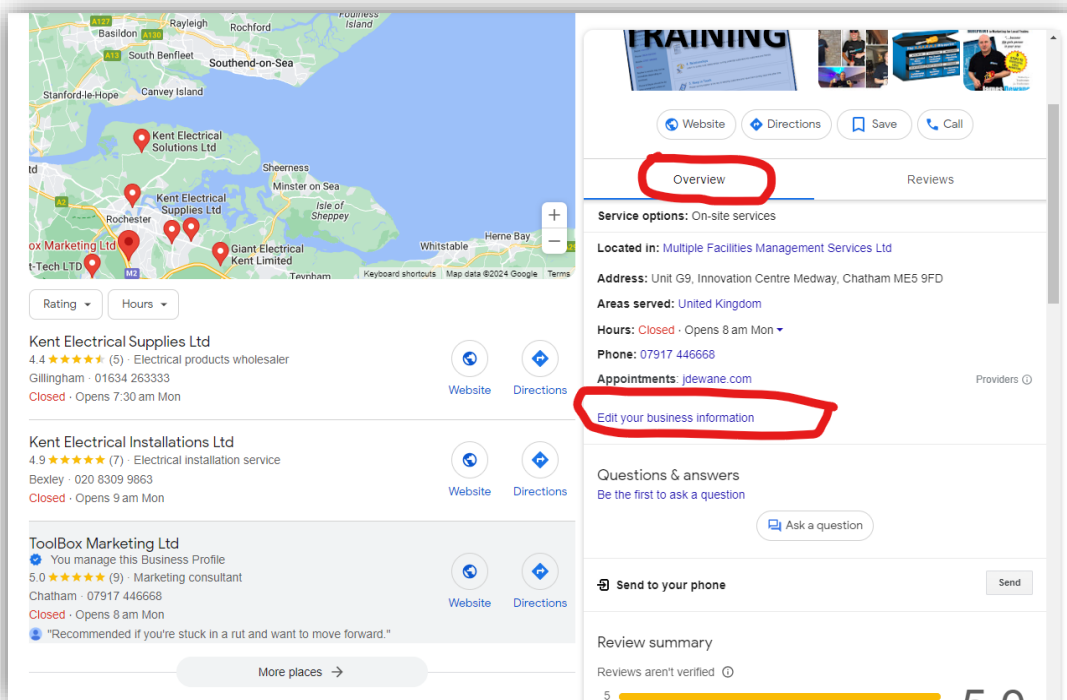 A127
Basildon
A130
Rayleigh
Rochford
Foulness
Island
A13
South Benfleet
Southend-on-Sea
Stanford-le-Hope
Canvey Island
Kent Electrical
Solutions Ltd
Sheerness
Minster on Sea
A2
Kent Electrical
Supplies Ltd
Isle of
Sheppey
Rochester
ox Marketing Ltd
Giant Electrical
Kent Limited
Whitstable
Herne Bay
t-Tech LTD
M2
Teynham
Keyboard shortcuts
Map data ©2024 Google
Terms
Rating
Hours
Kent Electrical Supplies Ltd
4.4 (5) · Electrical products wholesaler
Gillingham · 01634 263333
Closed · Opens 7:30 am Mon
Website
Directions
Kent Electrical Installations Ltd
4.9 (7) · Electrical installation service
Bexley · 020 8309 9863
Closed · Opens 9 am Mon
Website
Directions
ToolBox Marketing Ltd
You manage this Business Profile
5.0 (9) · Marketing consultant
Chatham · 07917 446668
Closed · Opens 8 am Mon
"Recommended if you're stuck in a rut and want to move forward."
Website
Directions
More places
TRAINING
Website
Directions
Save
Call
Overview
Reviews
Service options: On-site services
Located in: Multiple Facilities Management Services Ltd
Address: Unit G9, Innovation Centre Medway, Chatham ME5 9FD
Areas served: United Kingdom
Hours: Closed · Opens 8 am Mon
Phone: 07917 446668
Appointments: jdewane.com
Providers
Edit your business information
Questions & answers
Be the first to ask a question
Ask a question
Send to your phone
Send
Review summary
Reviews aren't verified
5
5.0